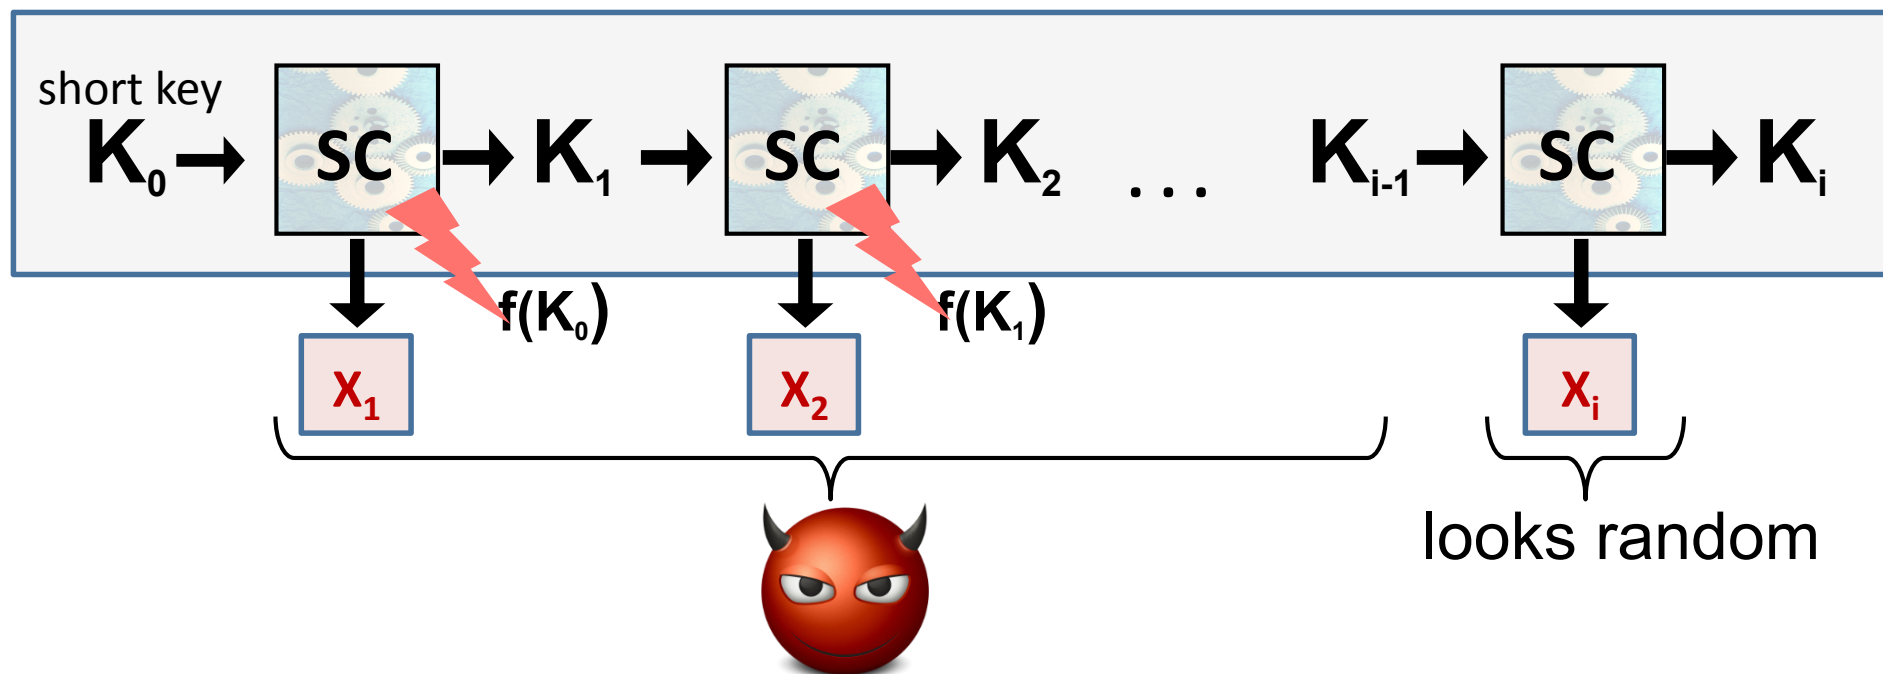 short key
K₀ SC K₁ SC K₂ ... Kᵢ₋₁ SC Kᵢ
f(K₀) f(K₁)
X₁ X₂ Xᵢ
looks random